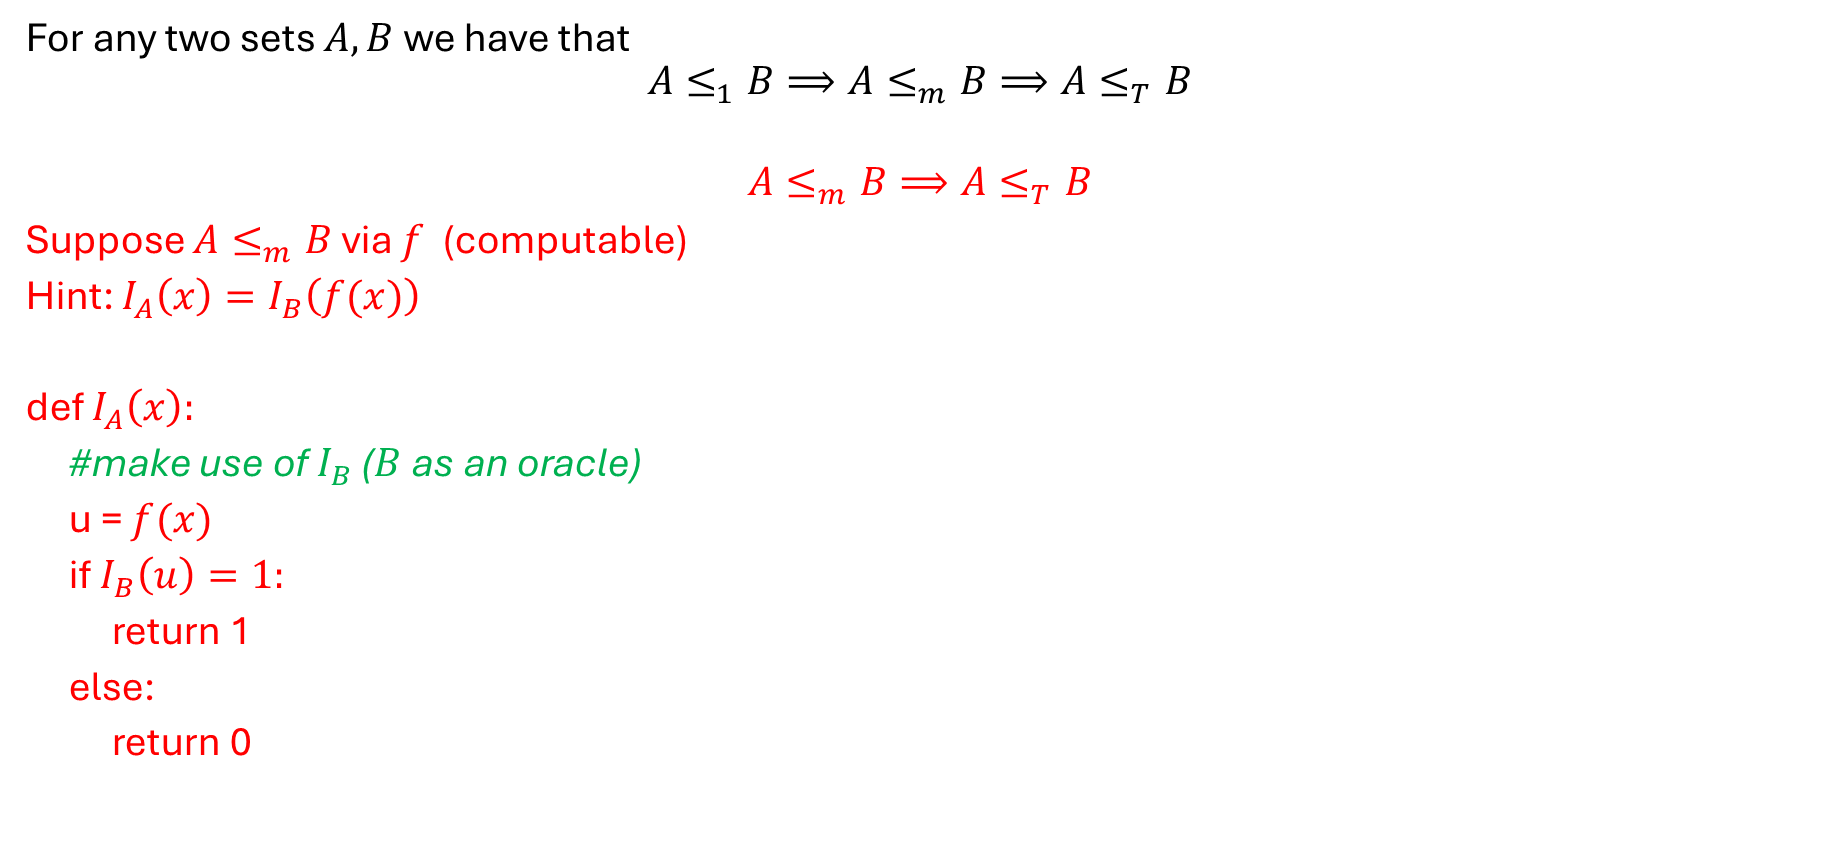 For any two sets A, B we have that
A ≤₁ B ⟹ A ≤ₘ B ⟹ A ≤_T B
A ≤ₘ B ⟹ A ≤_T B
Suppose A ≤ₘ B via f (computable)
Hint: I_A(x) = I_B(f(x))
def I_A(x):
#make use of I_B (B as an oracle)
u = f(x)
if I_B(u) = 1:
return 1
else:
return 0